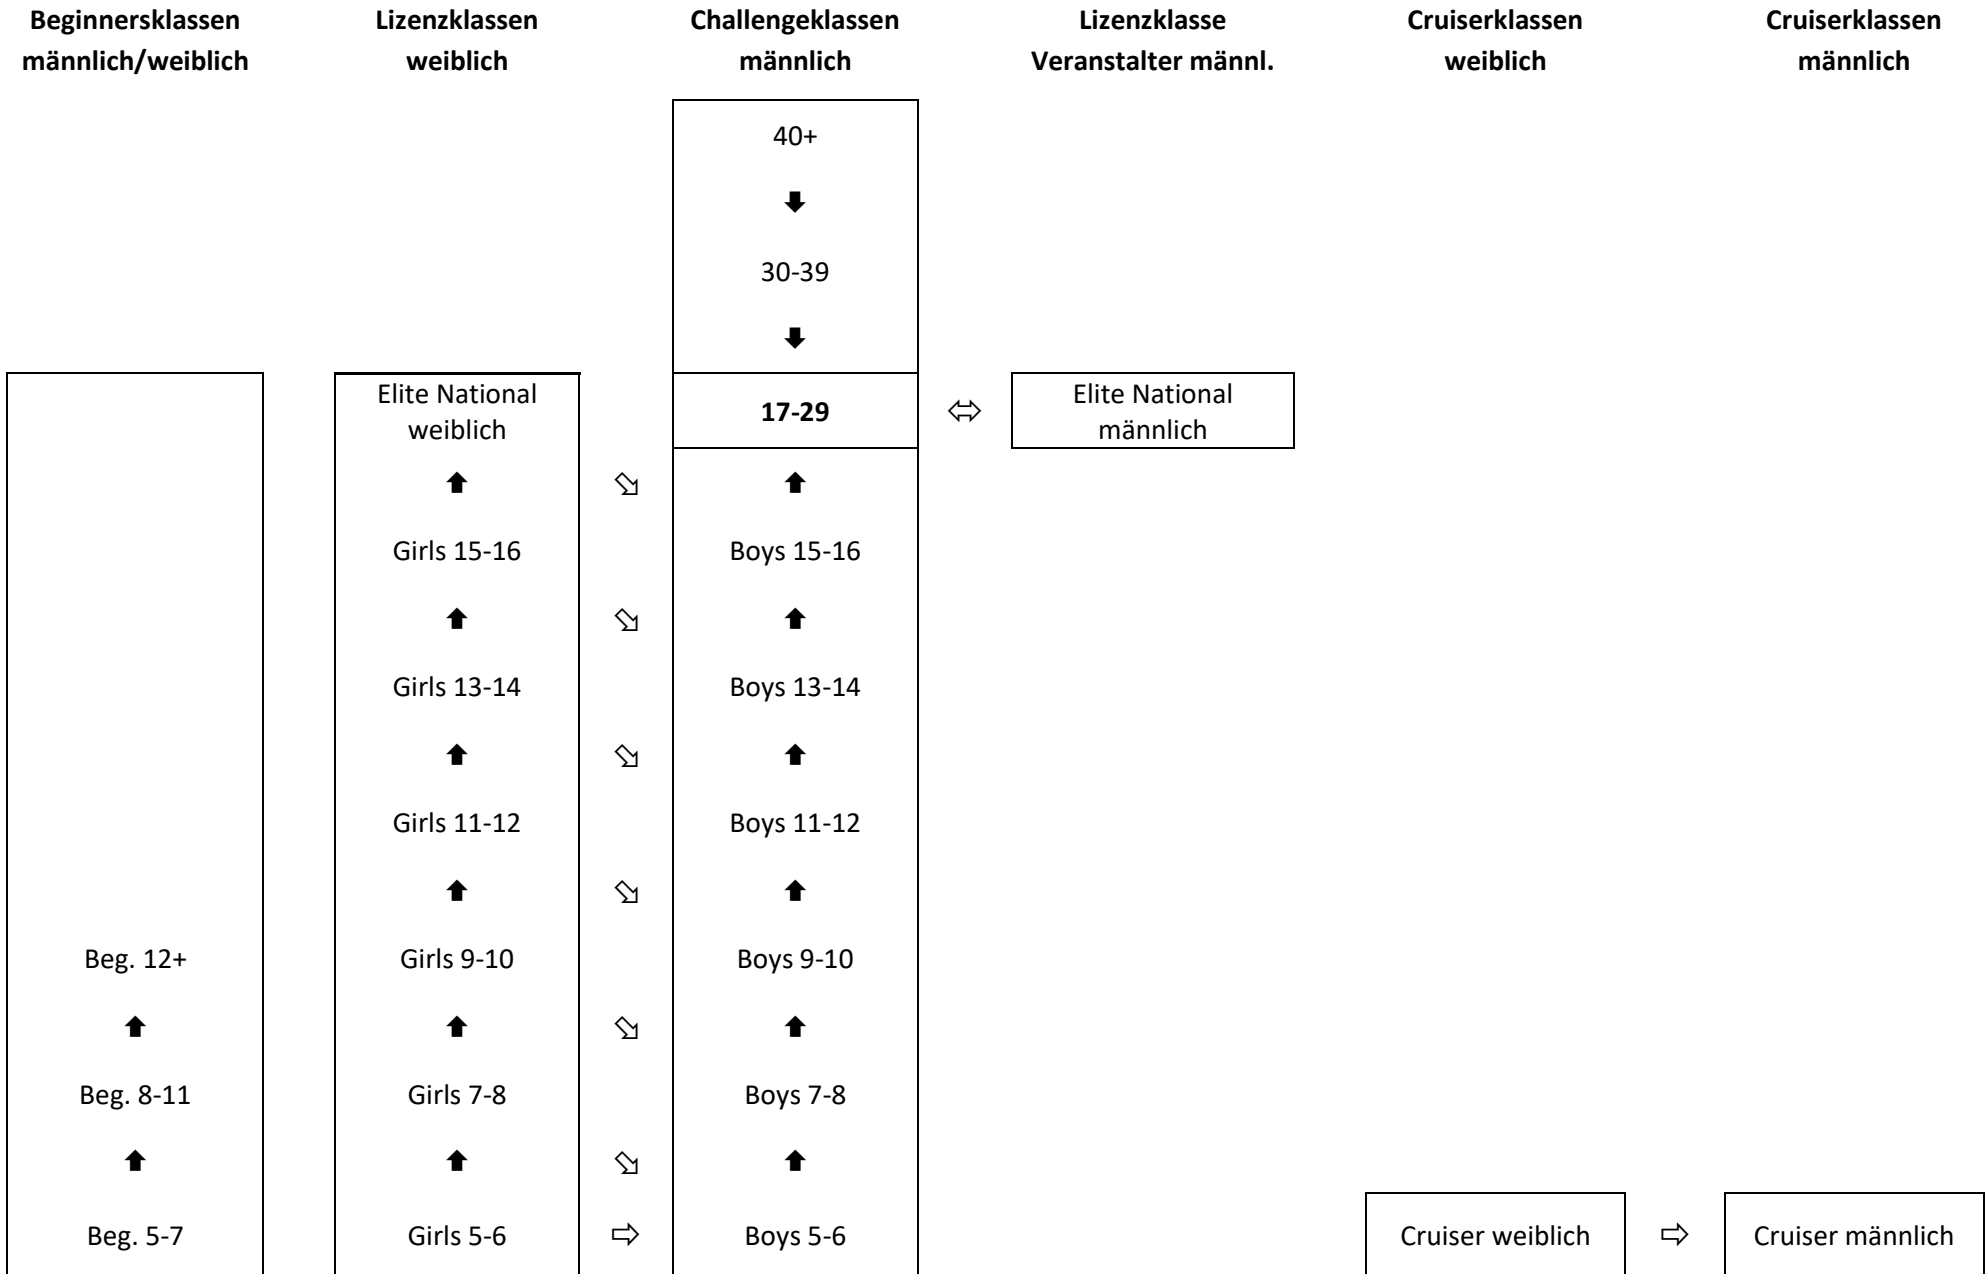 Beginnersklassen
männlich/weiblich
Lizenzklassen
weiblich
Challengeklassen
männlich
Lizenzklasse
Veranstalter männl.
Cruiserklassen
weiblich
Cruiserklassen
männlich
40+
30-39
Elite National
weiblich
17-29
Elite National
männlich
Girls 15-16
Boys 15-16
Girls 13-14
Boys 13-14
Girls 11-12
Boys 11-12
Beg. 12+
Girls 9-10
Boys 9-10
Beg. 8-11
Girls 7-8
Boys 7-8
Beg. 5-7
Girls 5-6
Boys 5-6
Cruiser weiblich
Cruiser männlich